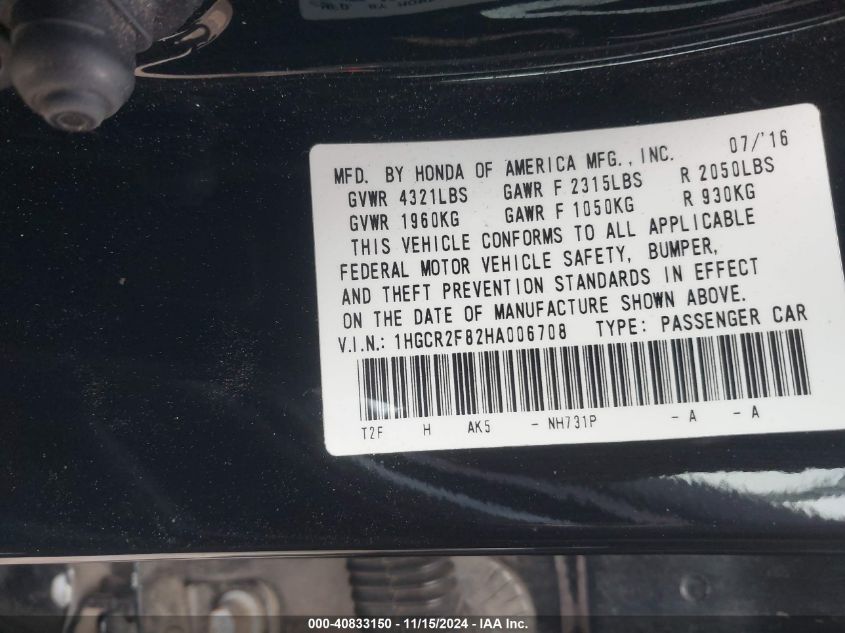 MFD. BY HONDA OF AMERICA MFG., INC. 07/'16
GVWR 4321LBS GAWR F 2315LBS R 2050LBS
GVWR 1960KG GAWR F 1050KG R 930KG
THIS VEHICLE CONFORMS TO ALL APPLICABLE
FEDERAL MOTOR VEHICLE SAFETY, BUMPER,
AND THEFT PREVENTION STANDARDS IN EFFECT
ON THE DATE OF MANUFACTURE SHOWN ABOVE.
V.I.N.: 1HGCR2F82HA006708 TYPE: PASSENGER CAR
T2F H AK5 - NH731P - A - A
000-40833150 - 11/15/2024 - IAA Inc.